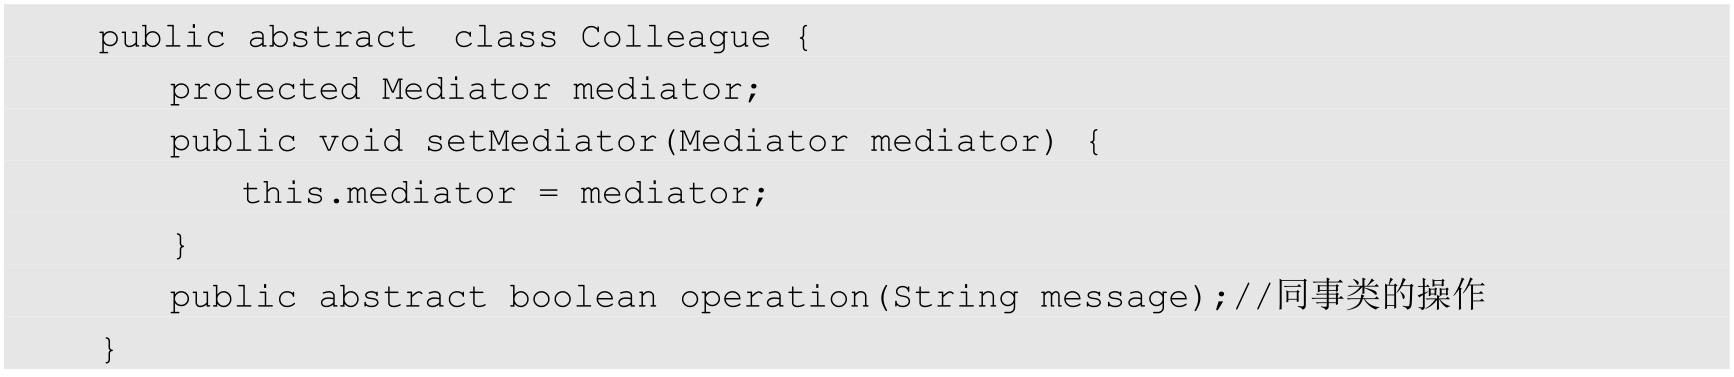 public abstract  class Colleague {
    protected Mediator mediator;
    public void setMediator(Mediator mediator) {
        this.mediator = mediator;
    }
    public abstract boolean operation(String message);//同事类的操作
}